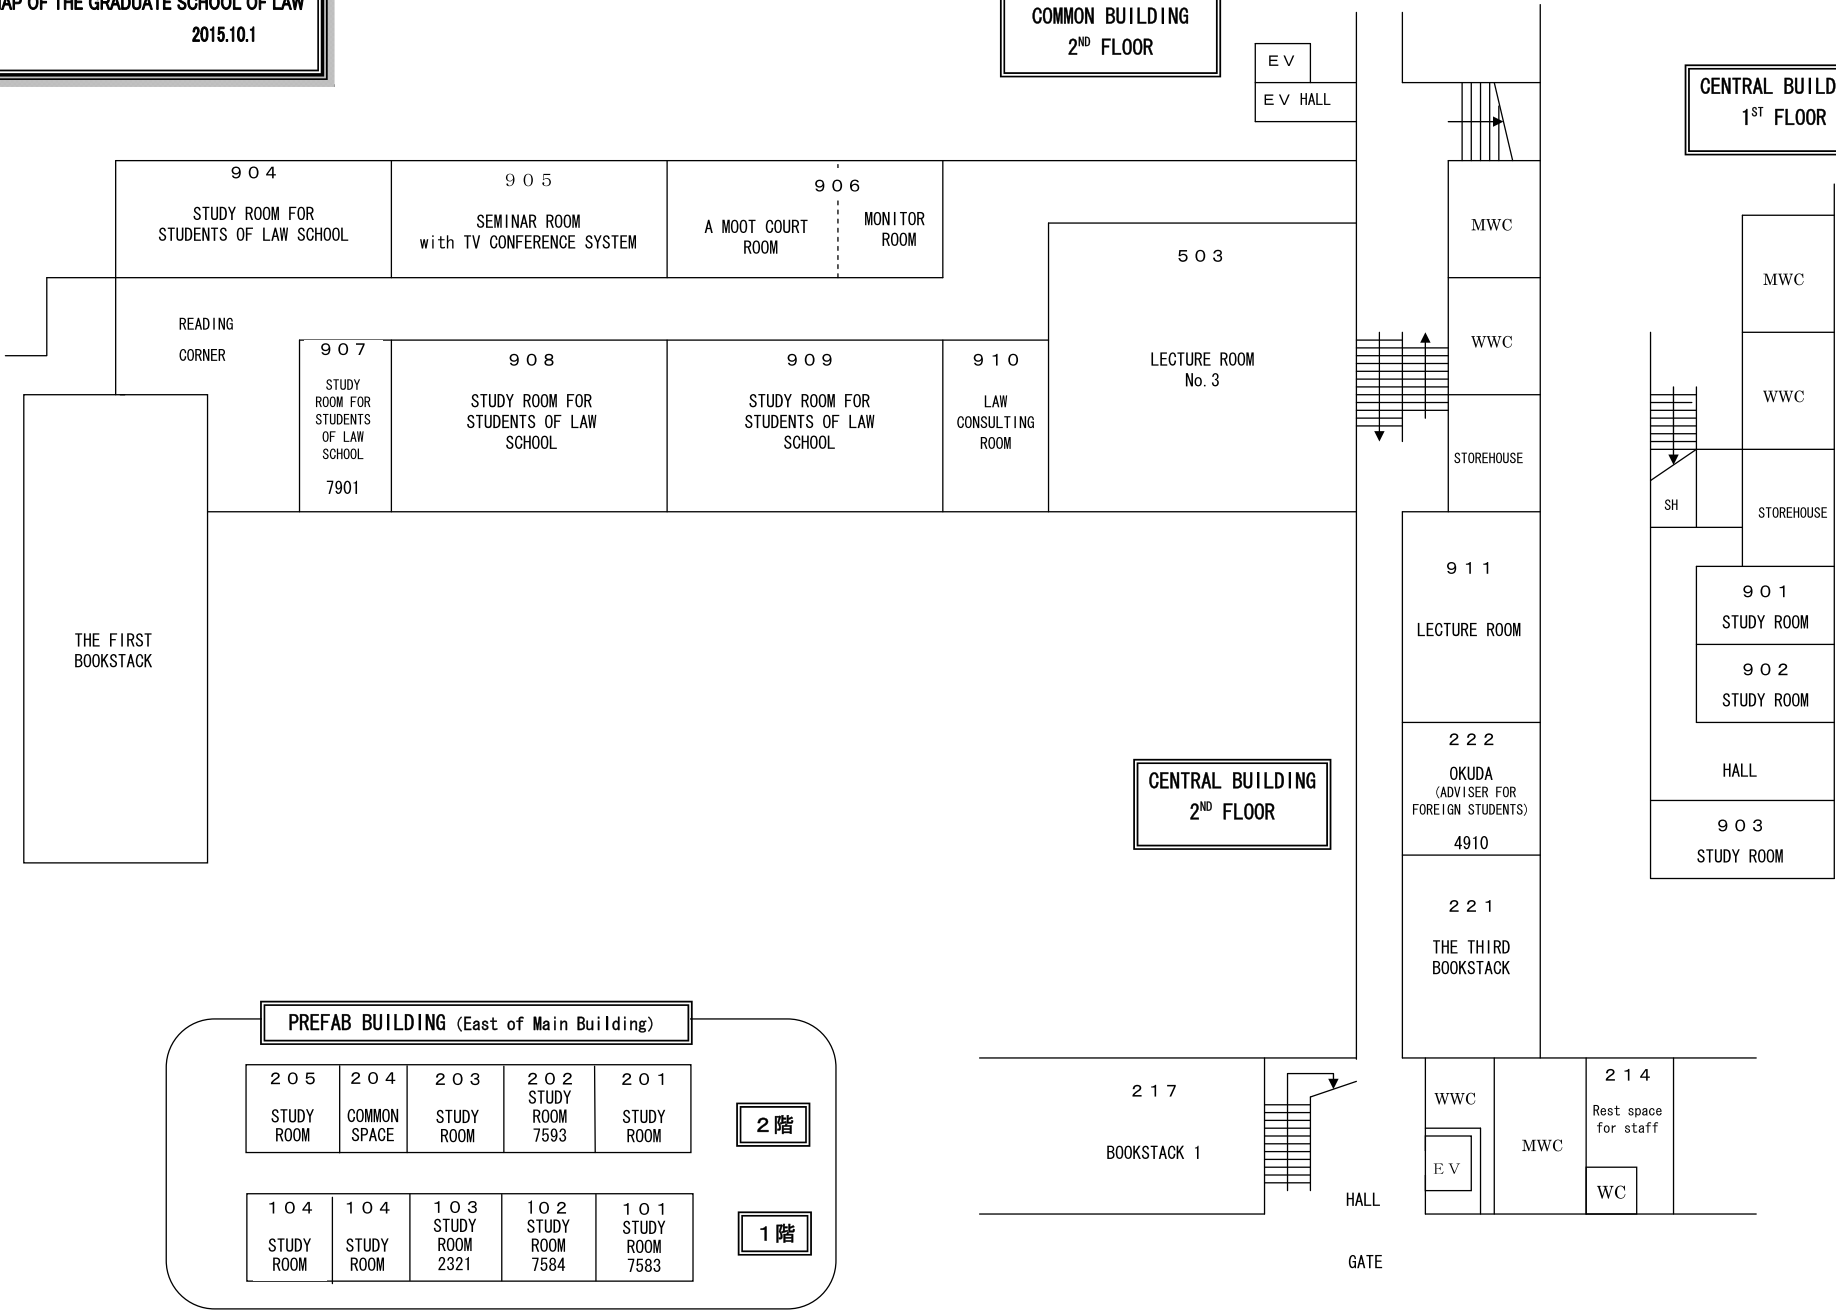 MAP OF THE GRADUATE SCHOOL OF LAW
2015.10.1
COMMON BUILDING
2ND FLOOR
ＥＶ
ＥＶ HALL
CENTRAL BUILD
1ST FLOOR
９０４
STUDY ROOM FOR
STUDENTS OF LAW SCHOOL
９０５
SEMINAR ROOM
with TV CONFERENCE SYSTEM
９０６
A MOOT COURT
ROOM
MONITOR
ROOM
５０３
LECTURE ROOM
No.3
MWC
WWC
STOREHOUSE
READING
CORNER
９０７
STUDY
ROOM FOR
STUDENTS
OF LAW
SCHOOL
7901
９０８
STUDY ROOM FOR
STUDENTS OF LAW
SCHOOL
９０９
STUDY ROOM FOR
STUDENTS OF LAW
SCHOOL
９１０
LAW
CONSULTING
ROOM
MWC
WWC
SH
STOREHOUSE
９０１
STUDY ROOM
９０２
STUDY ROOM
HALL
９０３
STUDY ROOM
THE FIRST
BOOKSTACK
９１１
LECTURE ROOM
２２２
OKUDA
(ADVISER FOR
FOREIGN STUDENTS)
4910
CENTRAL BUILDING
2ND FLOOR
２２１
THE THIRD
BOOKSTACK
PREFAB BUILDING (East of Main Building)
２０５
STUDY
ROOM
２０４
COMMON
SPACE
２０３
STUDY
ROOM
２０２
STUDY
ROOM
7593
２０１
STUDY
ROOM
２階
１０４
STUDY
ROOM
１０４
STUDY
ROOM
１０３
STUDY
ROOM
2321
１０２
STUDY
ROOM
7584
１０１
STUDY
ROOM
7583
１階
２１７
BOOKSTACK 1
HALL
GATE
WWC
ＥＶ
MWC
２１４
Rest space
for staff
WC